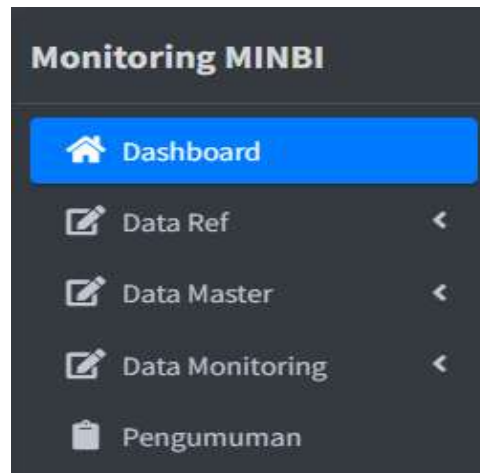 Monitoring MINBI
Dashboard
Data Ref
Data Master
Data Monitoring
Pengumuman